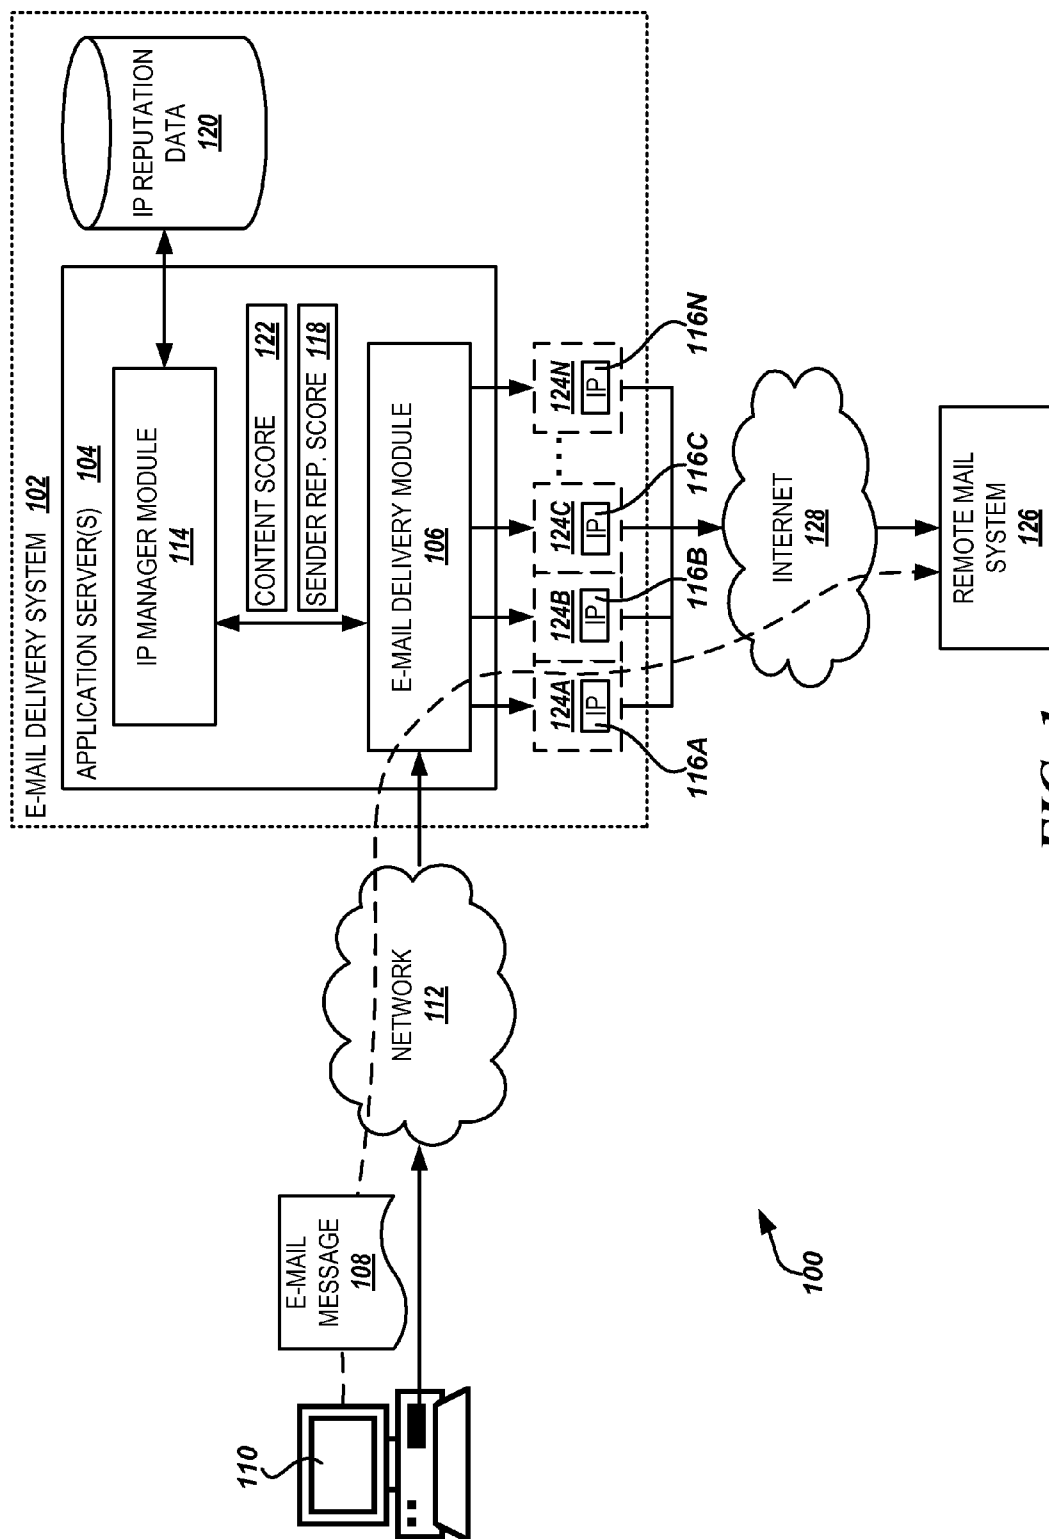 E-MAIL DELIVERY SYSTEM 102
APPLICATION SERVER(S) 104
IP MANAGER MODULE
114
IP REPUTATION
DATA
120
CONTENT SCORE 122
SENDER REP. SCORE 118
E-MAIL DELIVERY MODULE
106
E-MAIL
MESSAGE
108
110
NETWORK
112
124A
IP
124B
IP
124C
IP
...
124N
IP
116A
116B
116C
116N
INTERNET
128
REMOTE MAIL
SYSTEM
126
100